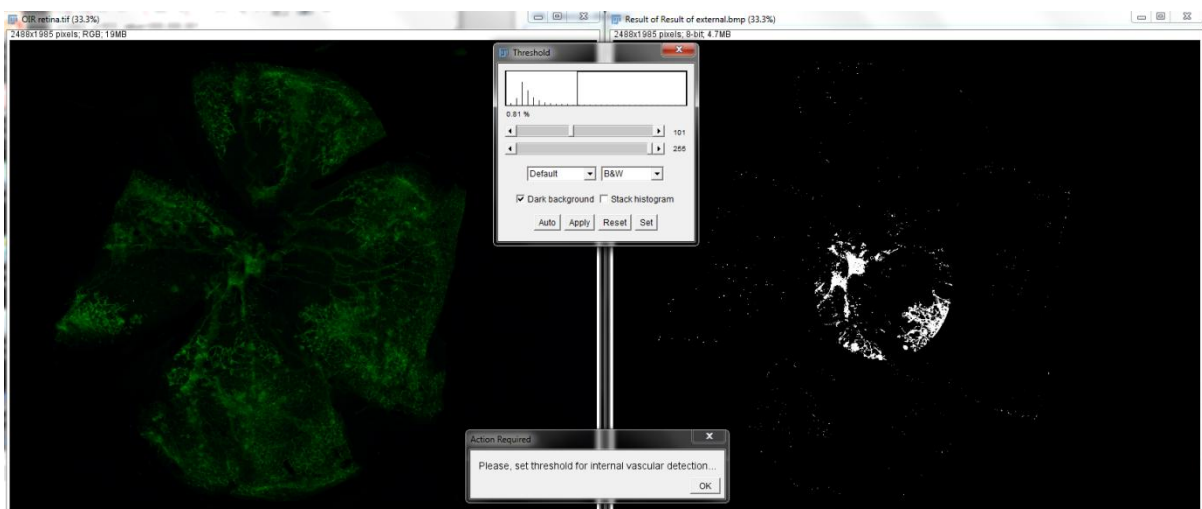 CIR retina.tif (33.3%)
2488x1985 pixels; RGB; 19MB
Result of Result of external.bmp (33.3%)
2488x1985 pixels; 8-bit; 4.7MB
Threshold
0.81 %
101
255
Default
B&W
Dark background
Stack histogram
Auto
Apply
Reset
Set
Action Required
Please, set threshold for internal vascular detection...
OK